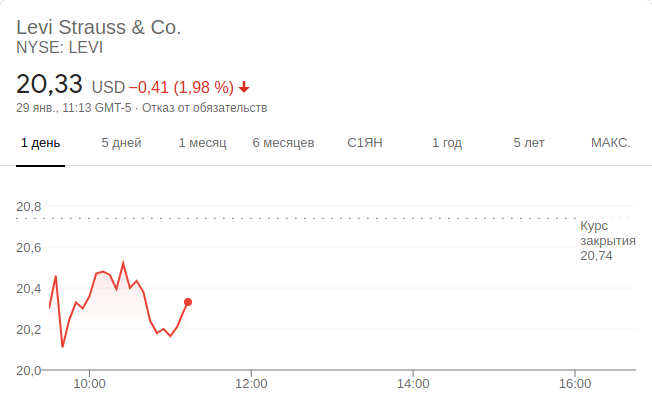 Levi Strauss & Co.
NYSE: LEVI
20,33 USD −0,41 (1,98 %)
29 янв., 11:13 GMT-5 · Отказ от обязательств
1 день 5 дней 1 месяц 6 месяцев С1ЯН 1 год 5 лет МАКС.
20,8
Курс
закрытия
20,74
20,6
20,4
20,2
20,0
10:00 12:00 14:00 16:00